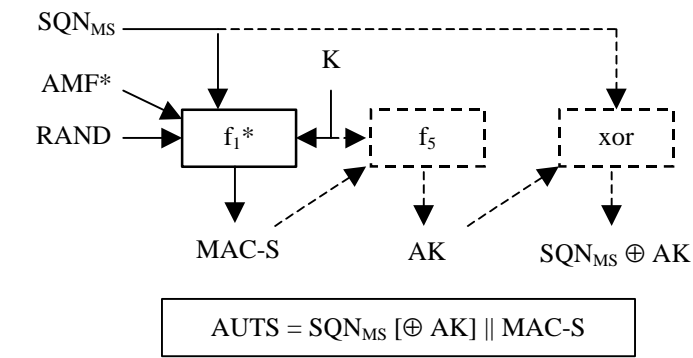 SQN_MS
K
AMF*
RAND
f₁*
f₅
xor
MAC-S
AK
SQN_MS ⊕ AK
AUTS = SQN_MS [⊕ AK] || MAC-S